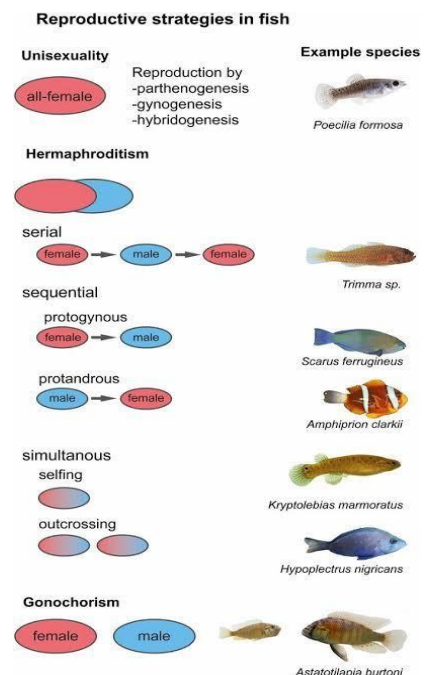 Reproductive strategies in fish
Unisexuality
Example species
all-female
Reproduction by
-parthenogenesis
-gynogenesis
-hybridogenesis
Poecilia formosa
Hermaphroditism
serial
female male female
Trimma sp.
sequential
protogynous
female male
Scarus ferrugineus
protandrous
male female
Amphiprion clarkii
simultanous
selfing
Kryptolebias marmoratus
outcrossing
Hypoplectrus nigricans
Gonochorism
female male
Astatotilapia burtoni